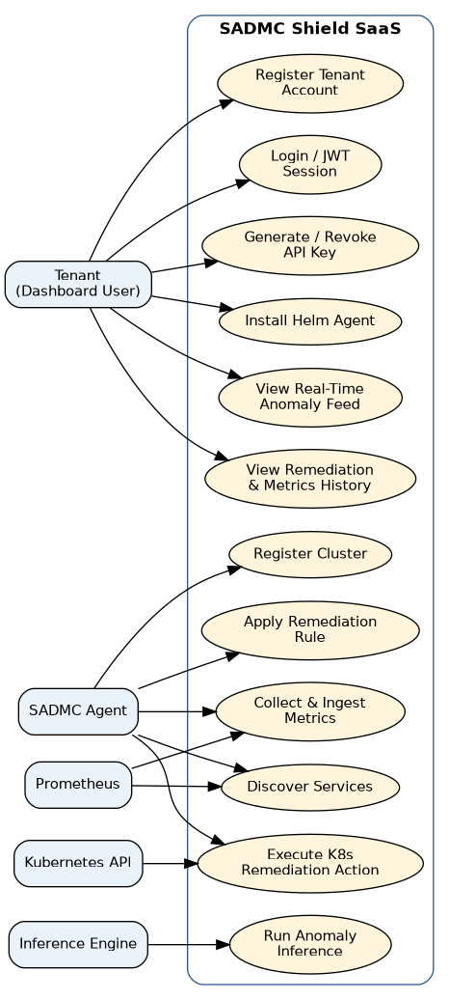 SADMC Shield SaaS
Register Tenant
Account
Login / JWT
Session
Generate / Revoke
API Key
Tenant
(Dashboard User)
Install Helm Agent
View Real-Time
Anomaly Feed
View Remediation
& Metrics History
Register Cluster
Apply Remediation
Rule
SADMC Agent
Collect & Ingest
Metrics
Prometheus
Discover Services
Kubernetes API
Execute K8s
Remediation Action
Inference Engine
Run Anomaly
Inference